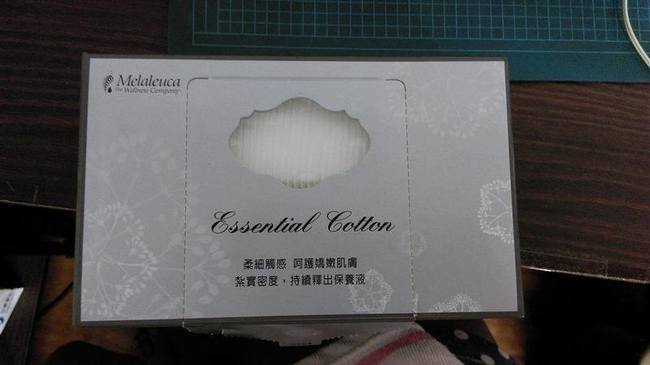 Melaleuca
The Wellness Company
Essential Cotton
柔細觸感 呵護嬌嫩肌膚
紮實密度，持續釋出保養液